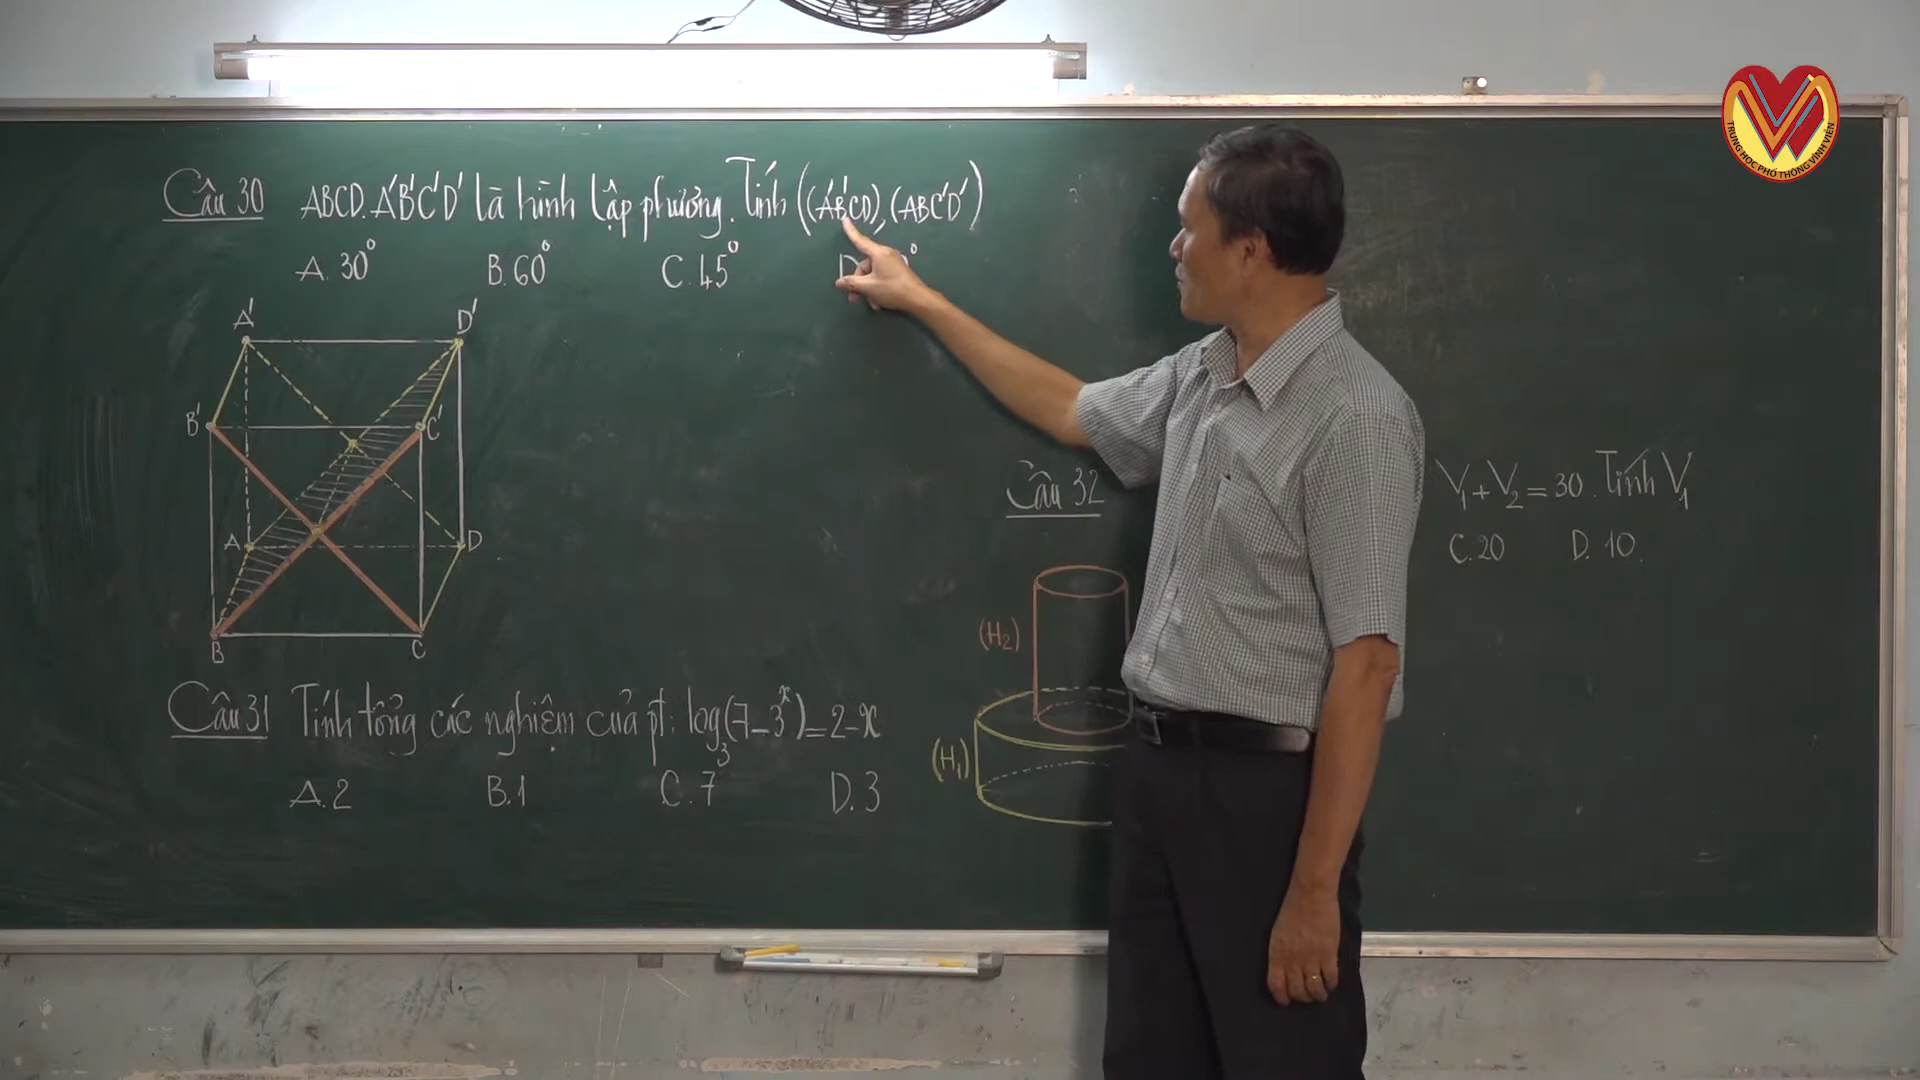 Câu 30 ABCD.A'B'C'D' là hình lập phương. Tính ((A'B'CD), (ABC'D'))
A. 30° B. 60° C. 45° D.
A' D'
B' C'
A D
B C
Câu 31 Tính tổng các nghiệm của pt: log₃(7-3ˣ)=2-x
A. 2 B. 1 C. 7 D. 3
Câu 32 V₁+V₂=30. Tính V₁
C. 20 D. 10.
(H₂)
(H₁)
TRUNG HỌC PHỔ THÔNG VĨNH VIỄN